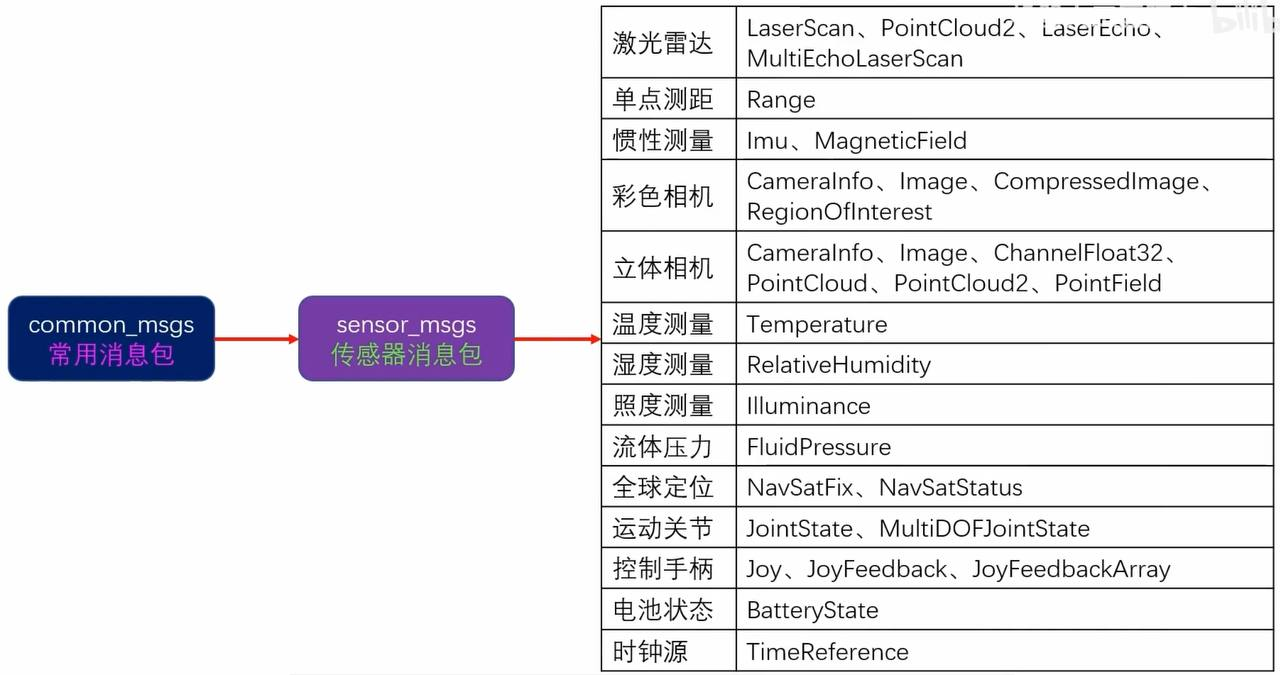 common_msgs
常用消息包
sensor_msgs
传感器消息包
激光雷达
LaserScan、PointCloud2、LaserEcho、
MultiEchoLaserScan
单点测距
Range
惯性测量
Imu、MagneticField
彩色相机
CameraInfo、Image、CompressedImage、
RegionOfInterest
立体相机
CameraInfo、Image、ChannelFloat32、
PointCloud、PointCloud2、PointField
温度测量
Temperature
湿度测量
RelativeHumidity
照度测量
Illuminance
流体压力
FluidPressure
全球定位
NavSatFix、NavSatStatus
运动关节
JointState、MultiDOFJointState
控制手柄
Joy、JoyFeedback、JoyFeedbackArray
电池状态
BatteryState
时钟源
TimeReference